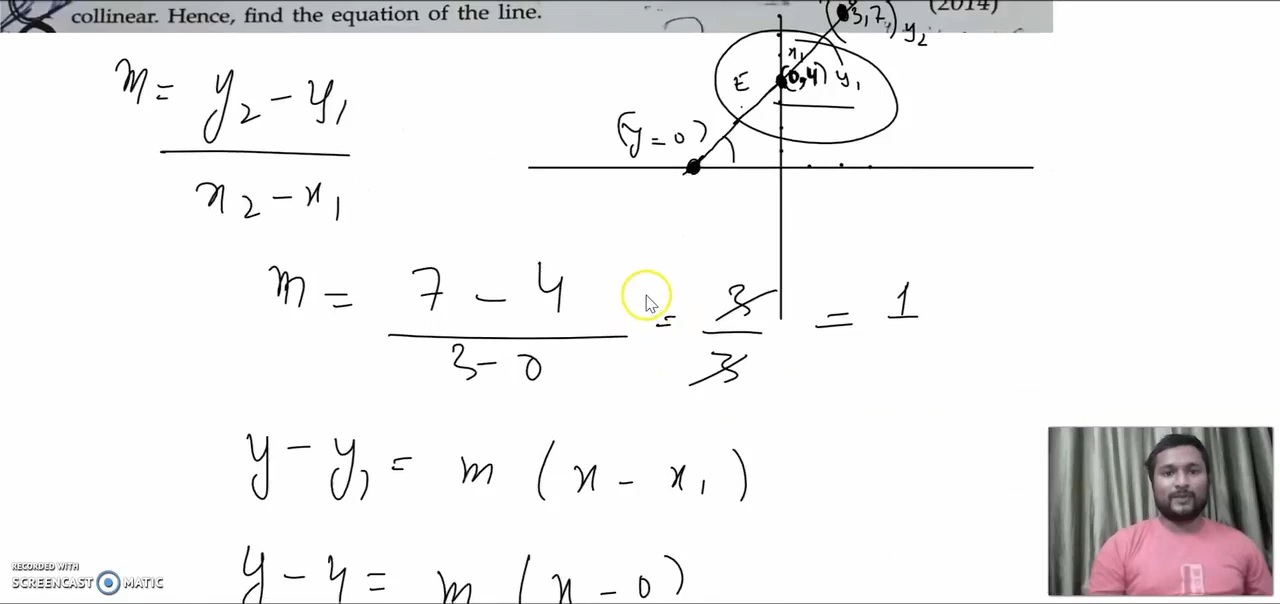 collinear. Hence, find the equation of the line.
(2014)
(3,7) y₂
x₁
E (0,4) y₁
(y=0)
m = y₂ - y₁
x₂ - x₁
m = 7 - 4 = 3 = 1
3 - 0 3
y - y₁ = m (x - x₁)
y - 4 = m (x - 0)
RECORDED WITH
SCREENCAST MATIC